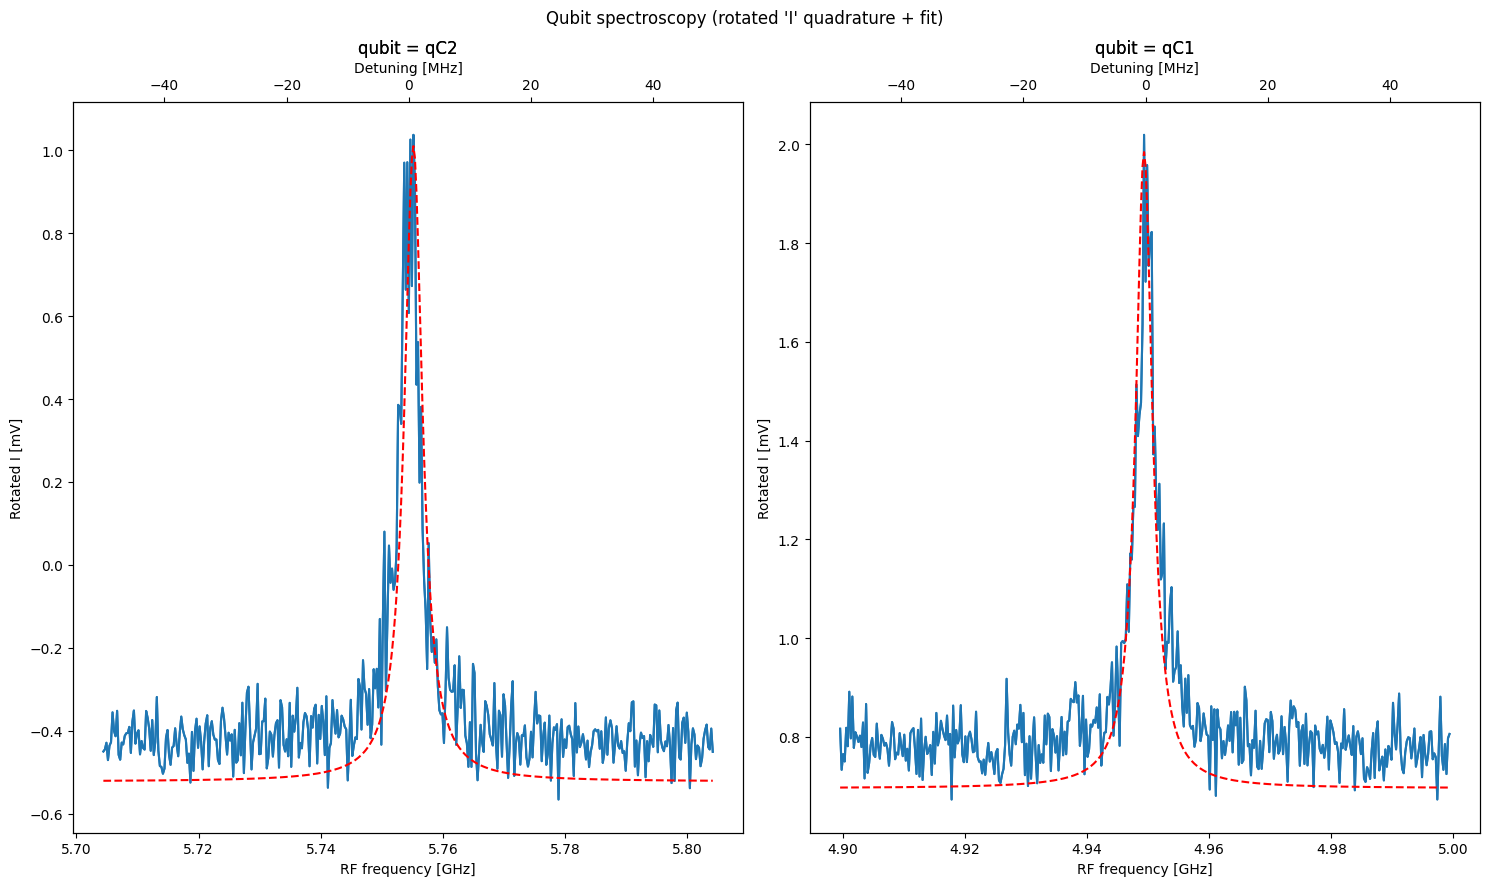 Qubit spectroscopy (rotated 'I' quadrature + fit)
qubit = qC2
Detuning [MHz]
−40 −20 0 20 40
1.0
0.8
0.6
0.4
0.2
0.0
−0.2
−0.4
−0.6
Rotated I [mV]
5.70 5.72 5.74 5.76 5.78 5.80
RF frequency [GHz]
qubit = qC1
Detuning [MHz]
−40 −20 0 20 40
2.0
1.8
1.6
1.4
1.2
1.0
0.8
Rotated I [mV]
4.90 4.92 4.94 4.96 4.98 5.00
RF frequency [GHz]